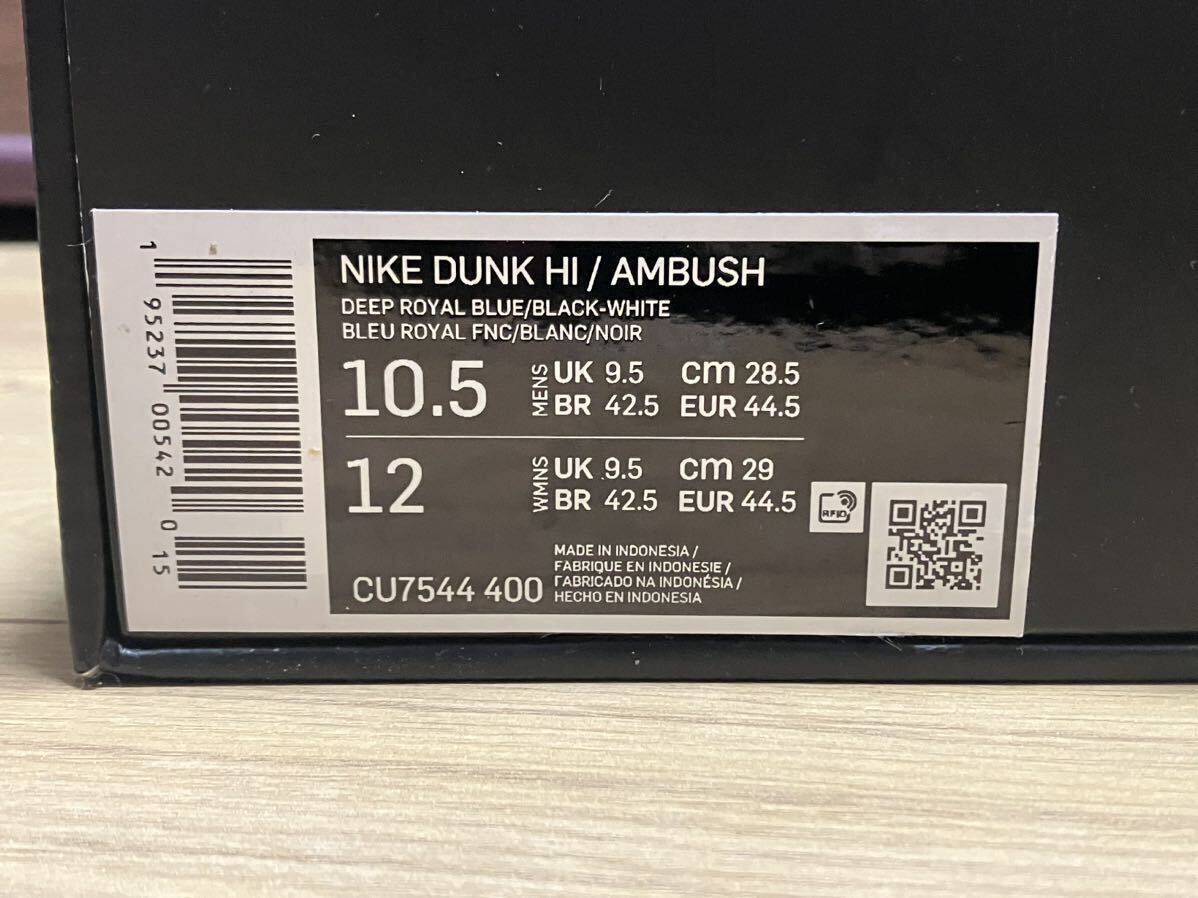 NIKE DUNK HI / AMBUSH
DEEP ROYAL BLUE/BLACK-WHITE
BLEU ROYAL FNC/BLANC/NOIR
10.5 MENS UK 9.5 cm 28.5
BR 42.5 EUR 44.5
12 WMNS UK 9.5 cm 29
BR 42.5 EUR 44.5
RFID
MADE IN INDONESIA /
FABRIQUE EN INDONESIE /
FABRICADO NA INDONÉSIA /
HECHO EN INDONESIA
CU7544 400
1 95237 00542 0 15